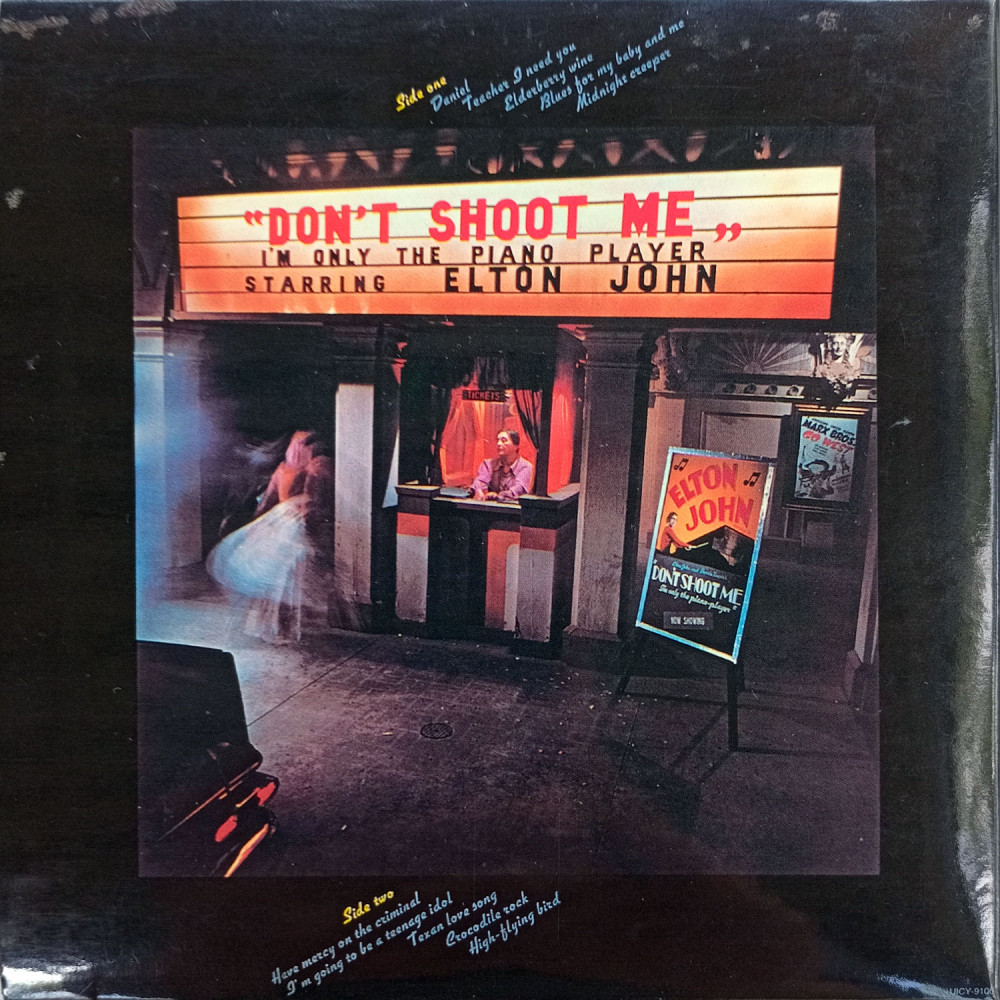 Side one
Daniel
Teacher I need you
Elderberry wine
Blues for my baby and me
Midnight creeper
"DON'T SHOOT ME„
I'M ONLY THE PIANO PLAYER
STARRING ELTON JOHN
TICKETS
MARX BROS.
GO WEST
ELTON
JOHN
"DON'T SHOOT ME
I'm only the piano-player"
NOW SHOWING
Side two
Have mercy on the criminal
I'm going to be a teenage idol
Texan love song
Crocodile rock
High-flying bird